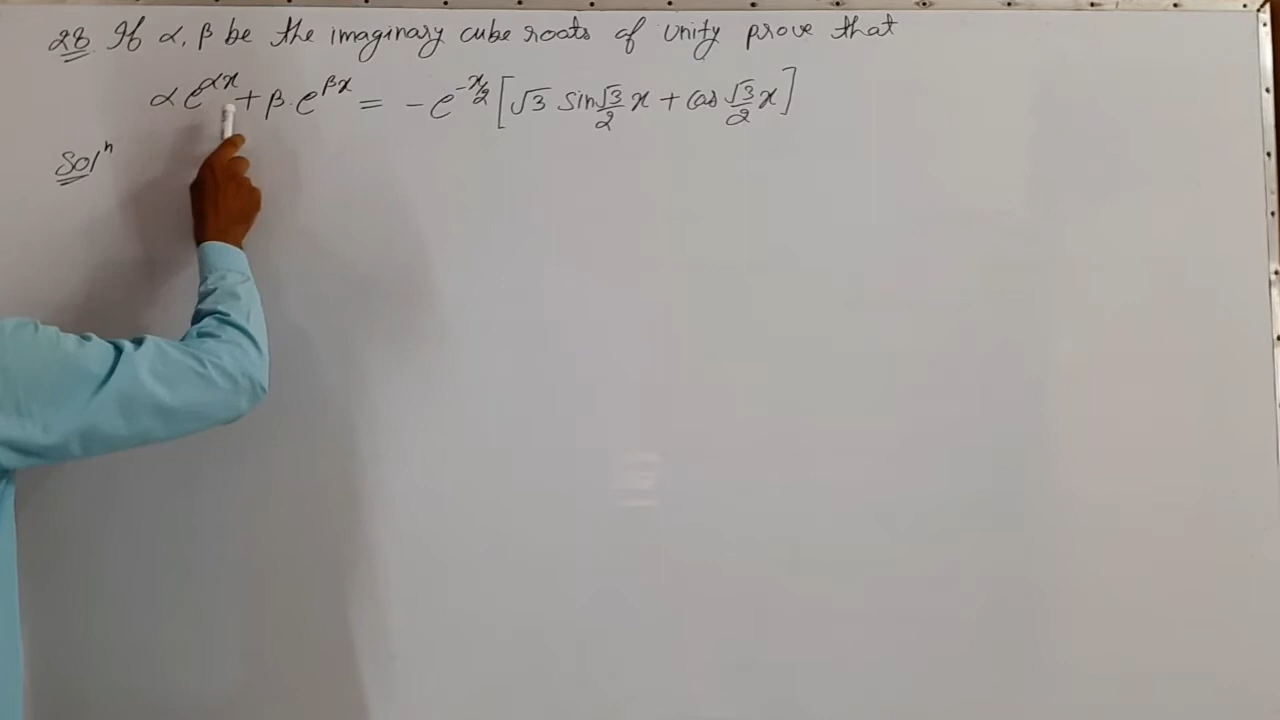 28. If α, β be the imaginary cube roots of unity prove that
α e^{αx} + β. e^{βx} = - e^{-x/2} [√3 Sin √3/2 x + Cos √3/2 x]
Solⁿ